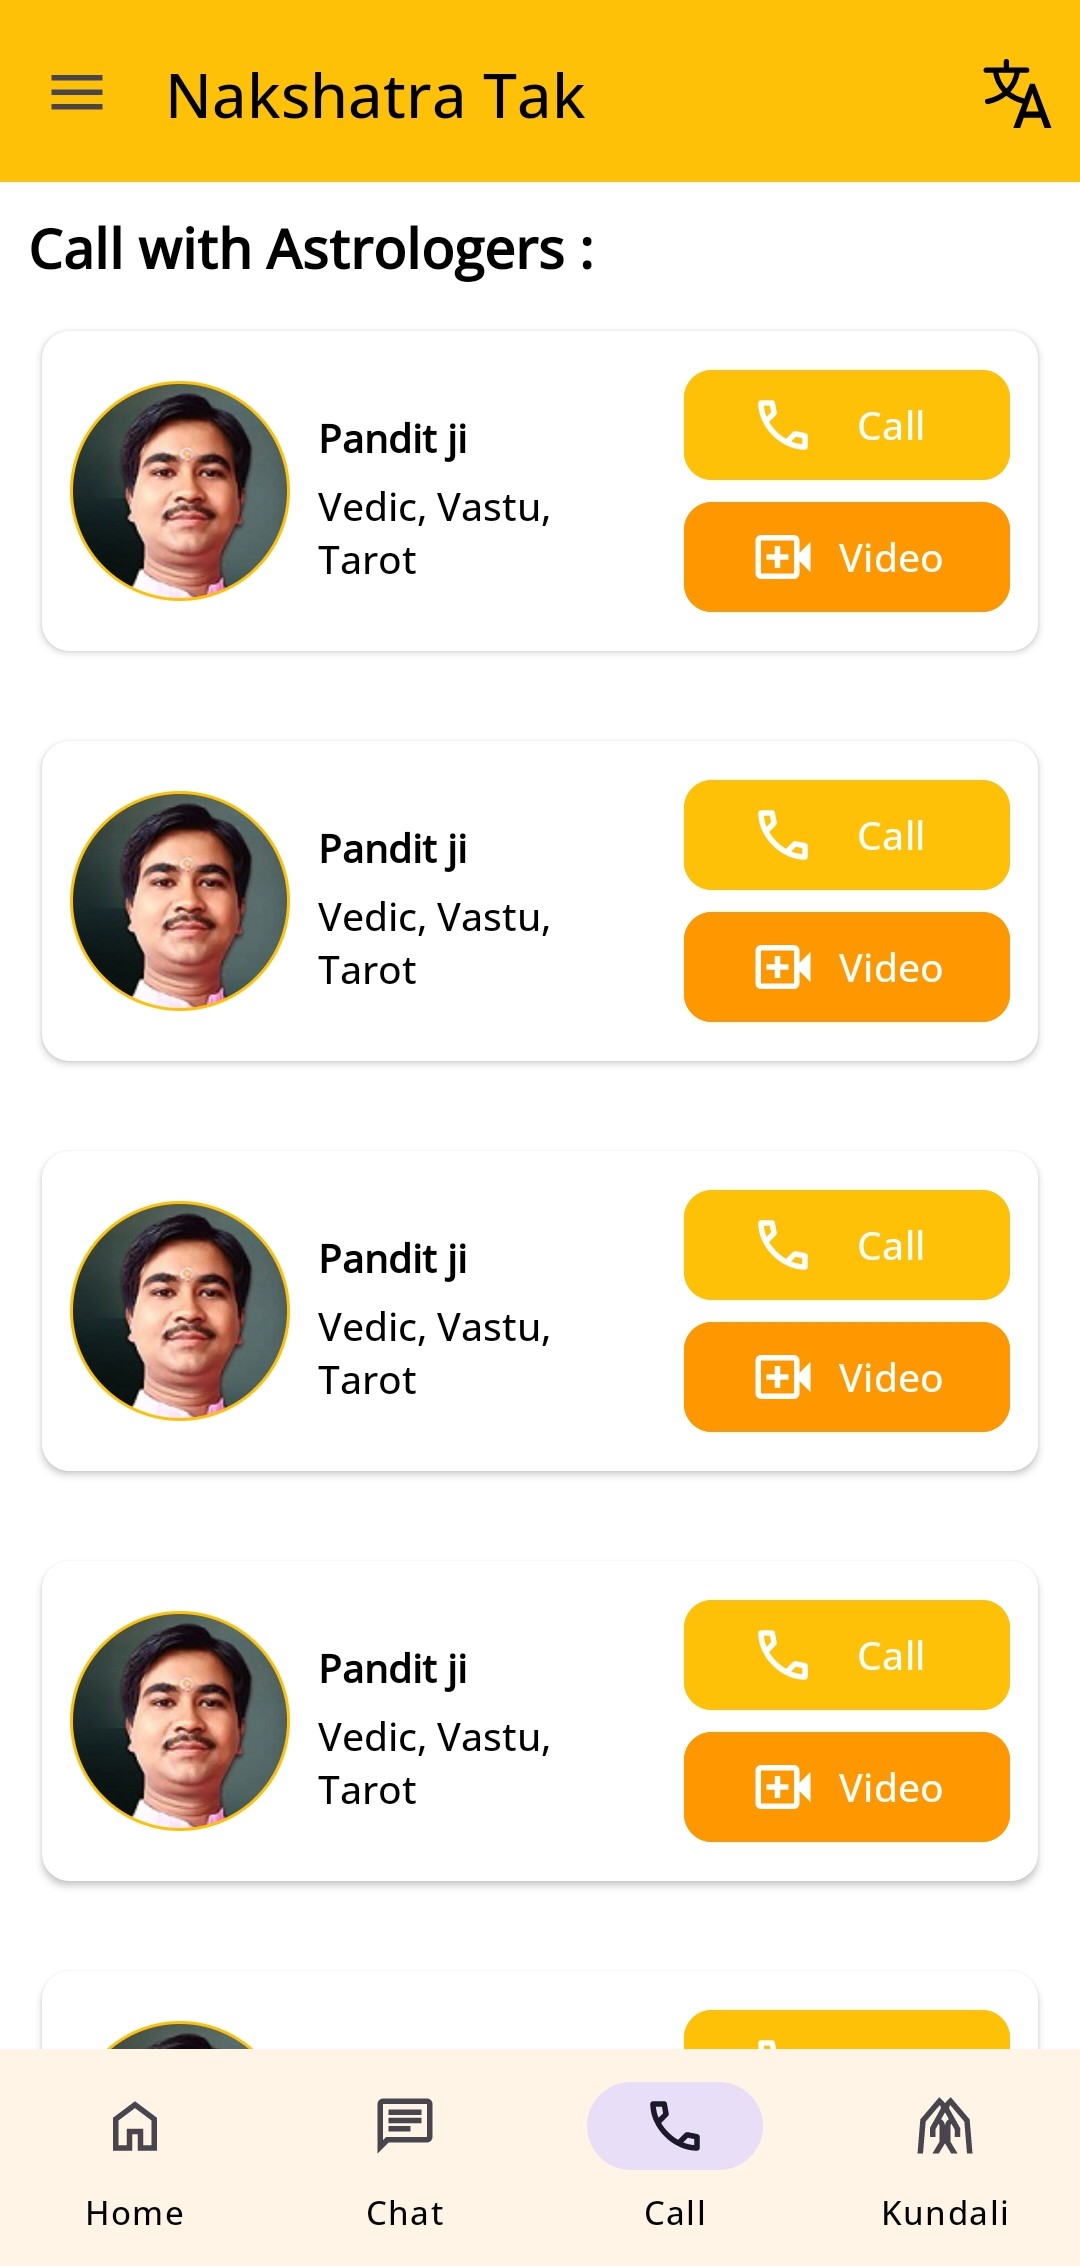 Nakshatra Tak
Call with Astrologers :
Pandit ji
Vedic, Vastu,
Tarot
Call
Video
Pandit ji
Vedic, Vastu,
Tarot
Call
Video
Pandit ji
Vedic, Vastu,
Tarot
Call
Video
Pandit ji
Vedic, Vastu,
Tarot
Call
Video
Home
Chat
Call
Kundali